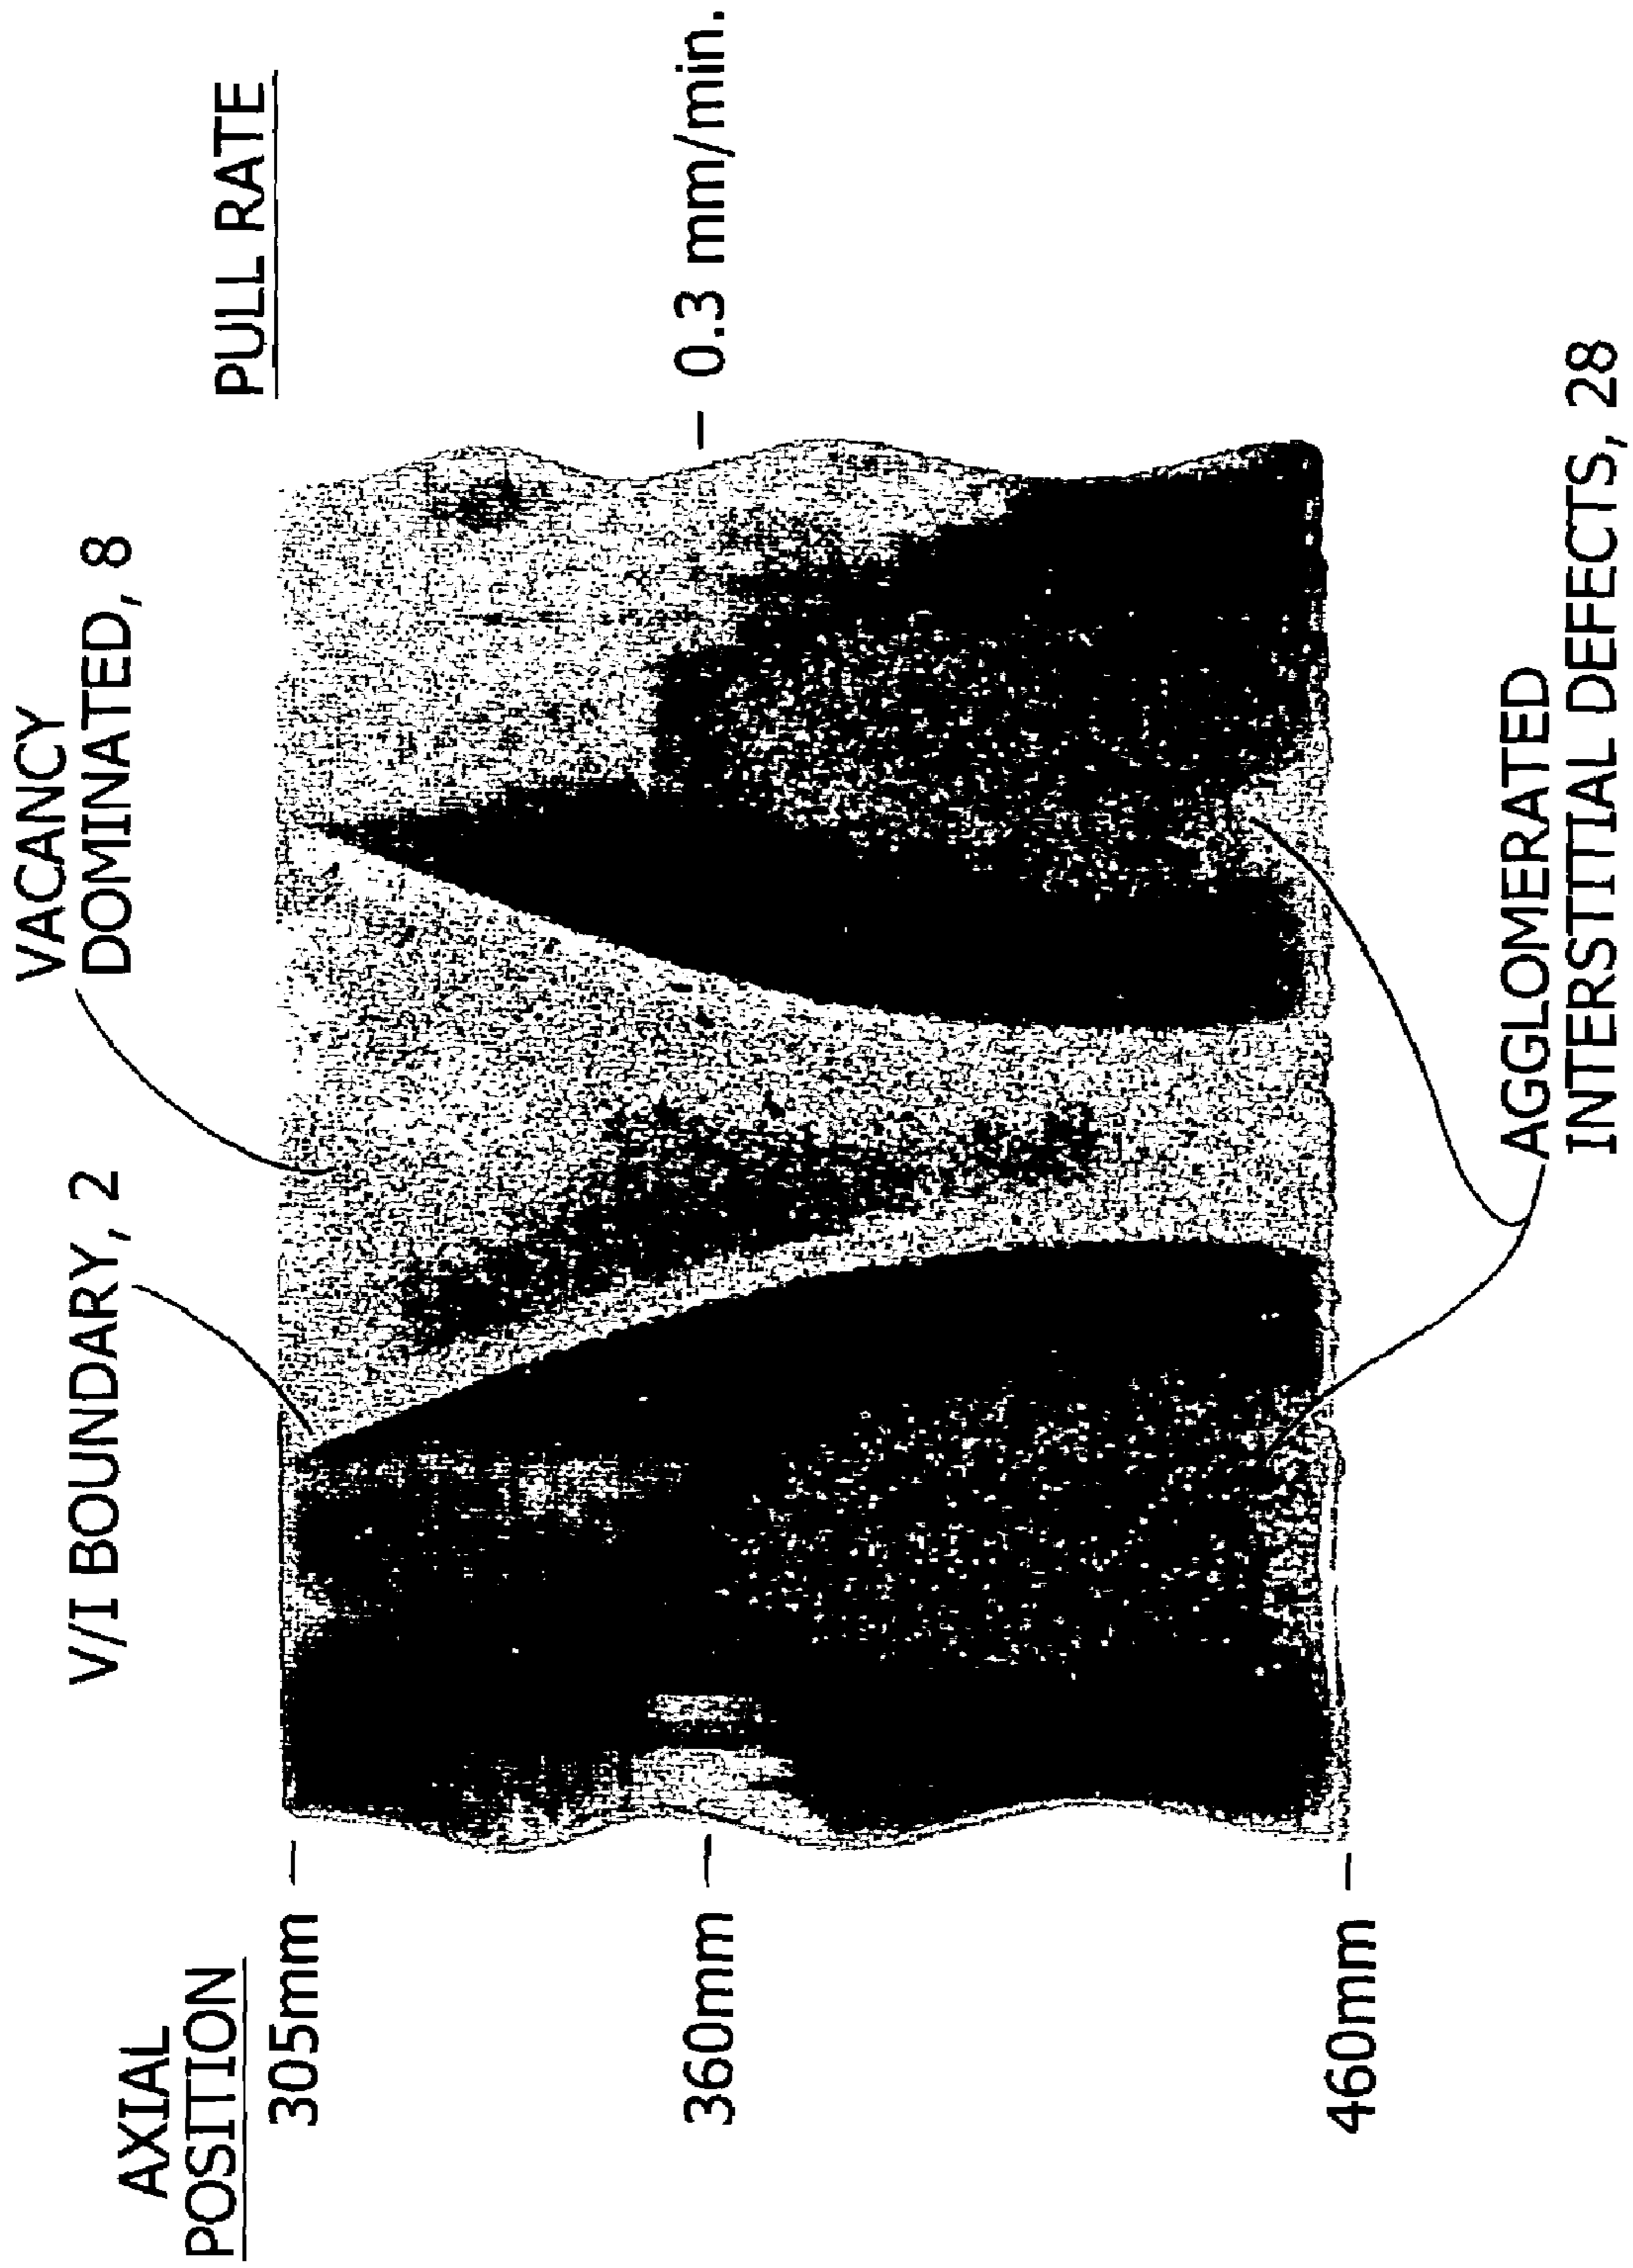 VACANCY
DOMINATED, 8
V/I BOUNDARY, 2
AXIAL
POSITION
PULL RATE
305mm
360mm
0.3 mm/min.
460mm
AGGLOMERATED
INTERSTITIAL DEFECTS, 28